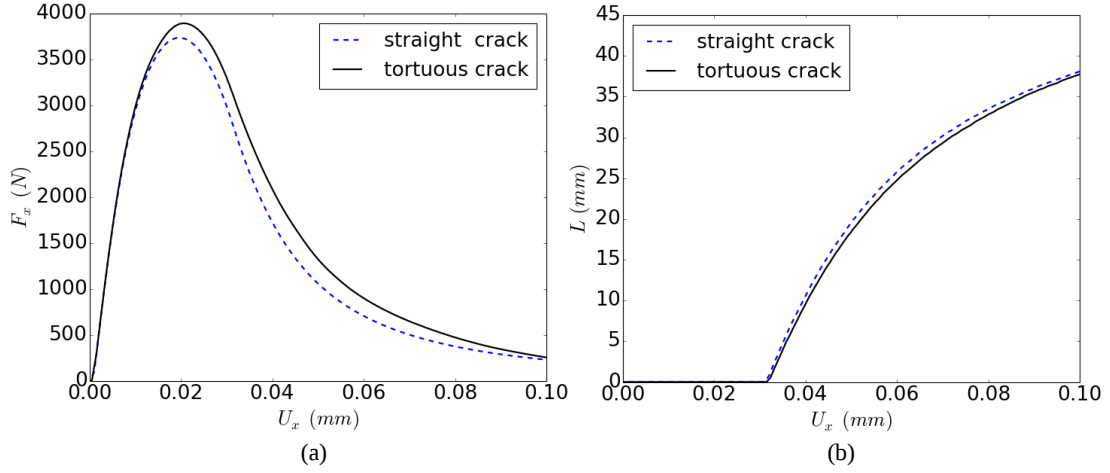 4000
3500
3000
2500
2000
1500
1000
500
0
F_x (N)
straight crack
tortuous crack
0.00 0.02 0.04 0.06 0.08 0.10
U_x (mm)
(a)
45
40
35
30
25
20
15
10
5
0
L (mm)
straight crack
tortuous crack
0.00 0.02 0.04 0.06 0.08 0.10
U_x (mm)
(b)